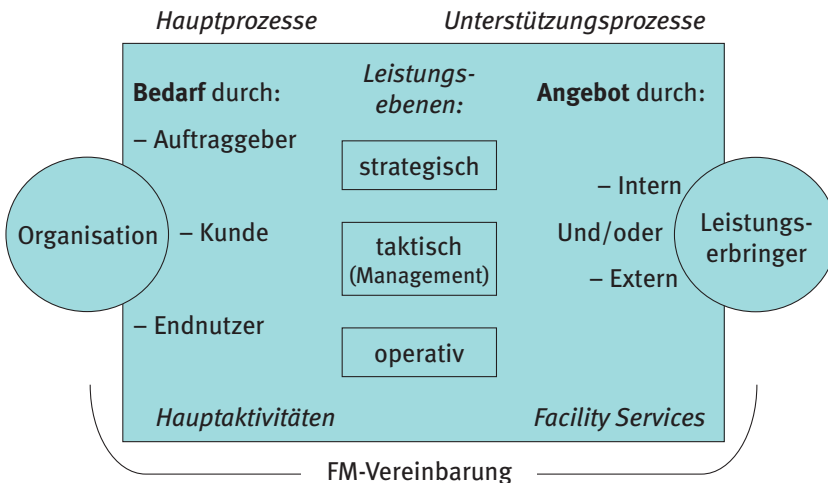 Hauptprozesse
Unterstützungsprozesse
Bedarf durch:
– Auftraggeber
– Kunde
– Endnutzer
Organisation
Leistungs-
ebenen:
strategisch
taktisch
(Management)
operativ
Angebot durch:
– Intern
Und/oder
– Extern
Leistungs-
erbringer
Hauptaktivitäten
Facility Services
FM-Vereinbarung